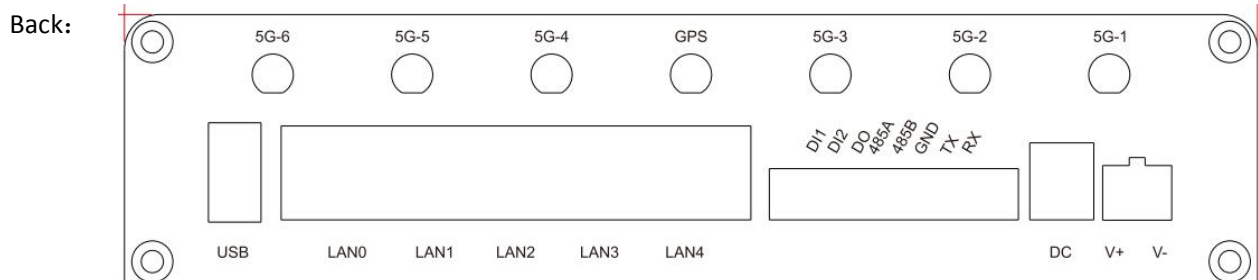 Back：
5G-6 5G-5 5G-4 GPS 5G-3 5G-2 5G-1
DI1 DI2 DO 485A 485B GND TX RX
USB LAN0 LAN1 LAN2 LAN3 LAN4 DC V+ V-